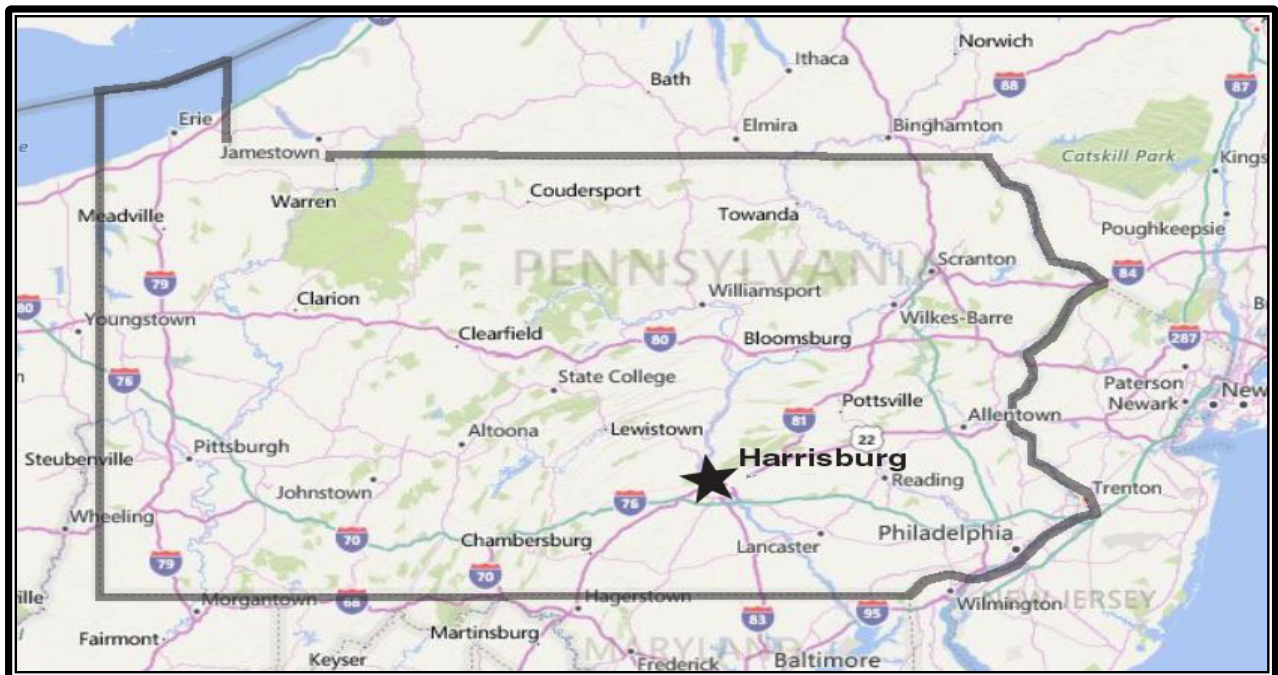 Norwich
Ithaca
Bath
88
87
Erie
Elmira
Binghamton
Jamestown
Catskill Park
Kings
e
Warren
Coudersport
Meadville
Towanda
Poughkeepsie
PENNSYLVANIA
Scranton
84
79
Williamsport
Clarion
80
Youngstown
Clearfield
80
Bloomsburg
Wilkes-Barre
287
76
State College
Paterson
Newark
New
Pottsville
81
Allentown
Altoona
Lewistown
22
Pittsburgh
Steubenville
Harrisburg
Johnstown
Reading
Trenton
76
Wheeling
70
Philadelphia
Chambersburg
Lancaster
79
70
Morgantown
68
Hagerstown
Wilmington
NEW JERSEY
ville
95
83
Fairmont
Martinsburg
MARYLAND
Keyser
Frederick
Baltimore